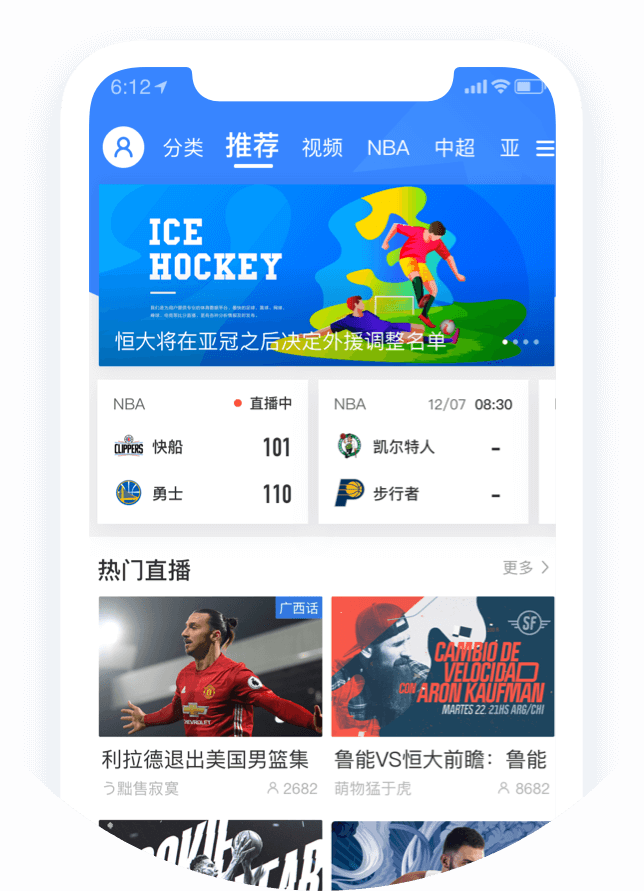 6:12
分类 推荐 视频 NBA 中超 亚
ICE
HOCKEY
恒大将在亚冠之后决定外援调整名单
NBA 直播中
CLIPPERS 快船 101
勇士 110
NBA 12/07 08:30
凯尔特人 -
步行者 -
热门直播 更多
广西话
CHEVROLET
利拉德退出美国男篮集
う黜售寂寞 2682
SF
CAMBIO DE
VELOCIDAD
CON ARON KAUFMAN
MARTES 22. 21HS ARG/CHI
鲁能VS恒大前瞻：鲁能
萌物猛于虎 8682